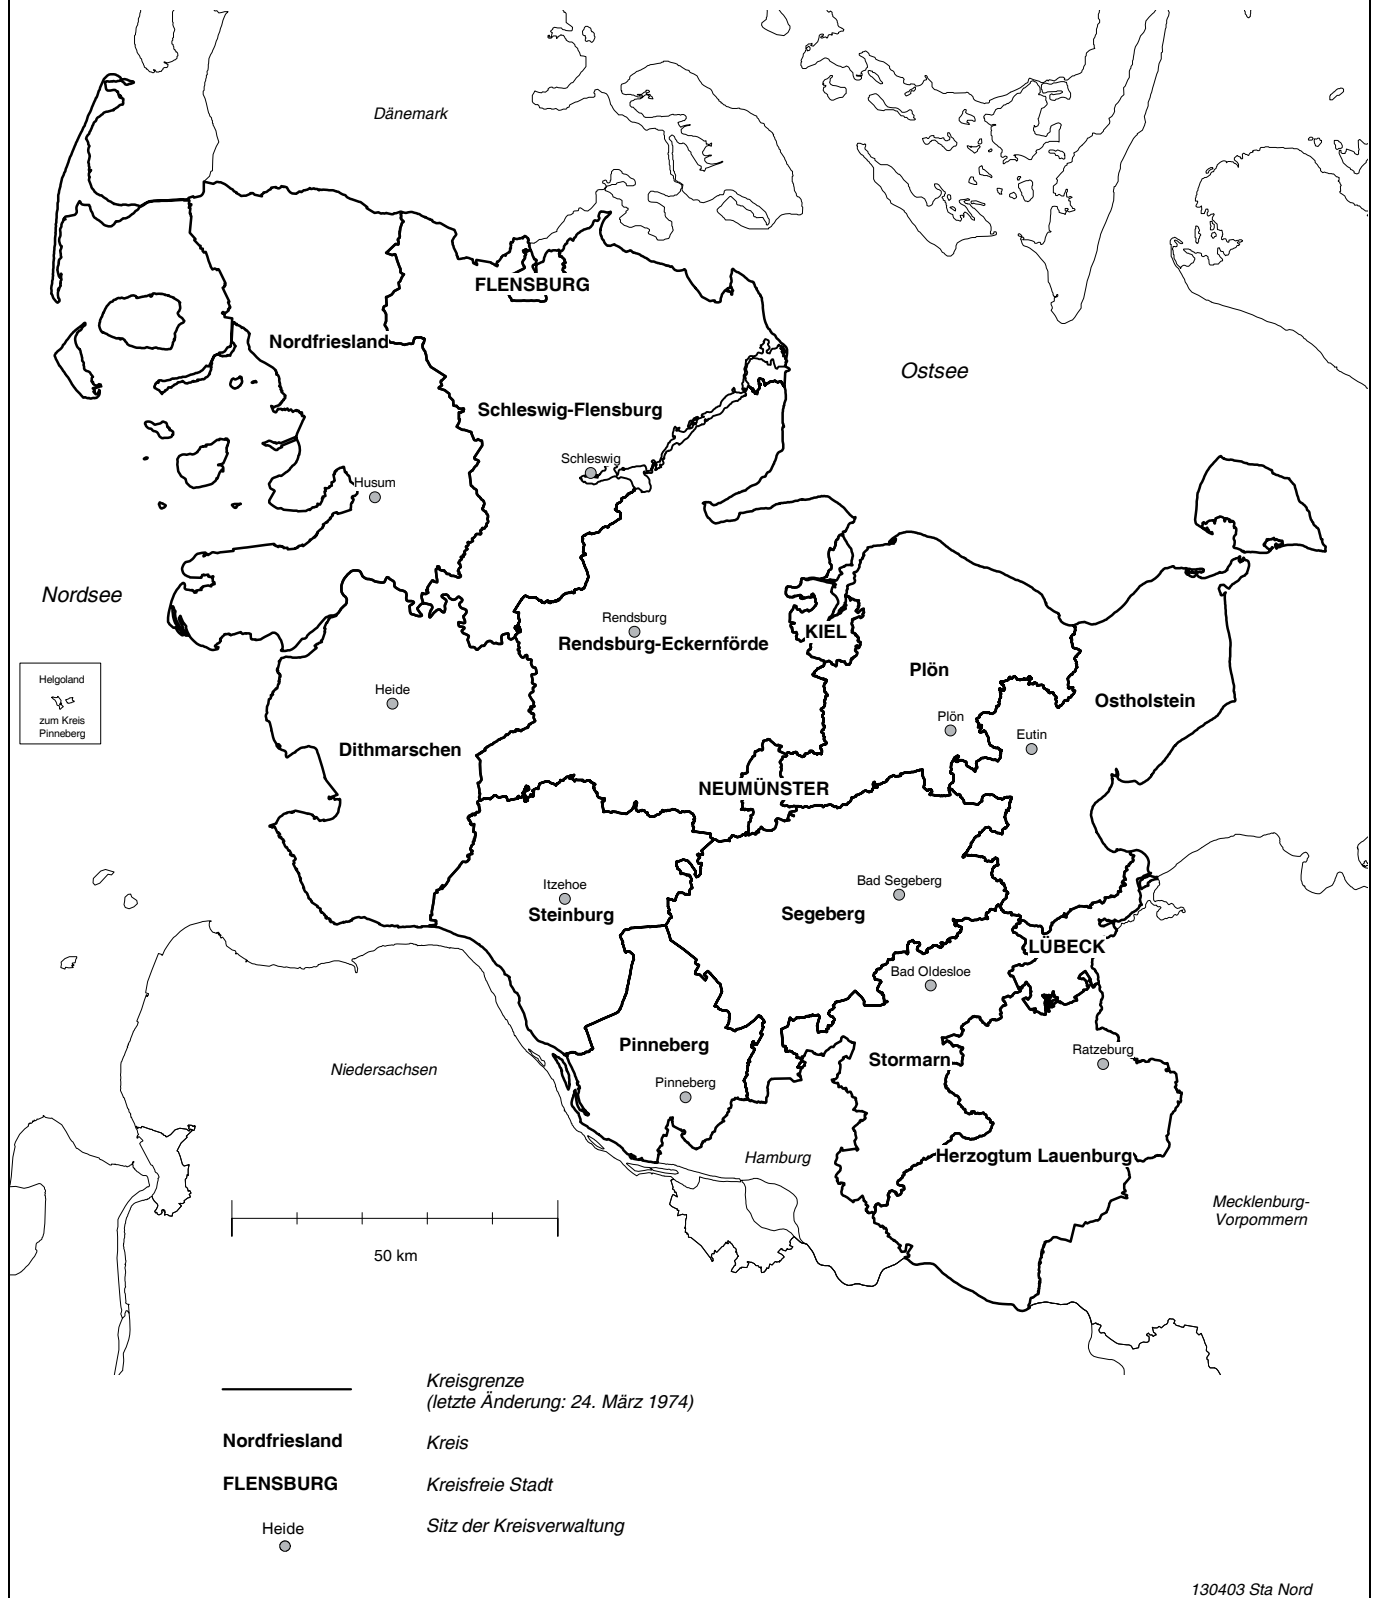 Dänemark
FLENSBURG
Nordfriesland
Ostsee
Schleswig-Flensburg
Schleswig
Husum
Nordsee
Rendsburg
Rendsburg-Eckernförde
KIEL
Plön
Helgoland
zum Kreis
Pinneberg
Heide
Dithmarschen
Ostholstein
Plön
Eutin
NEUMÜNSTER
Itzehoe
Steinburg
Bad Segeberg
Segeberg
LÜBECK
Bad Oldesloe
Pinneberg
Pinneberg
Stormarn
Ratzeburg
Niedersachsen
Hamburg
Herzogtum Lauenburg
Mecklenburg-
Vorpommern
50 km
Kreisgrenze
(letzte Änderung: 24. März 1974)
Nordfriesland Kreis
FLENSBURG Kreisfreie Stadt
Heide Sitz der Kreisverwaltung
130403 Sta Nord